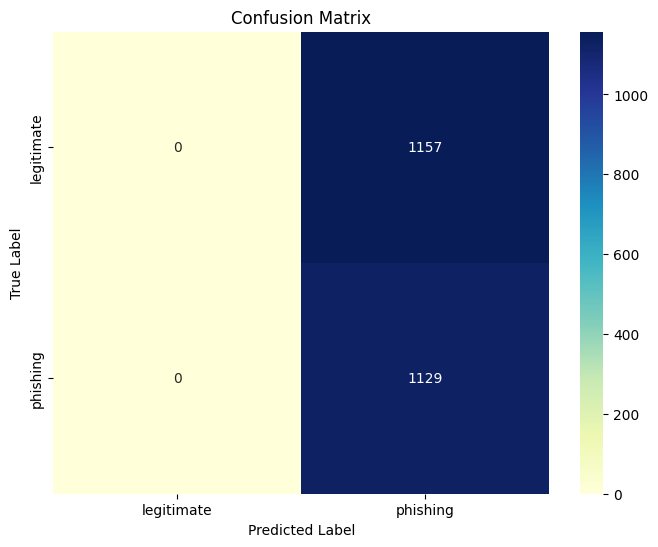 Confusion Matrix
True Label
legitimate
phishing
0
1157
0
1129
legitimate
phishing
Predicted Label
1000
800
600
400
200
0